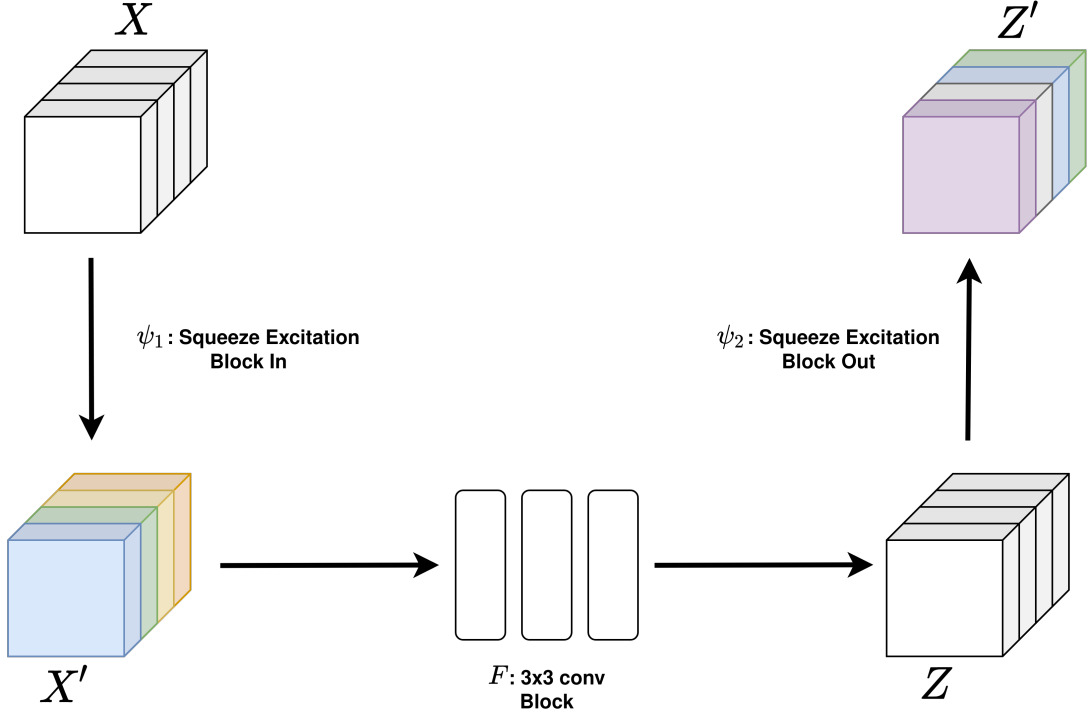 X
Z′
ψ₁: Squeeze Excitation
Block In
ψ₂: Squeeze Excitation
Block Out
X′
F: 3x3 conv
Block
Z